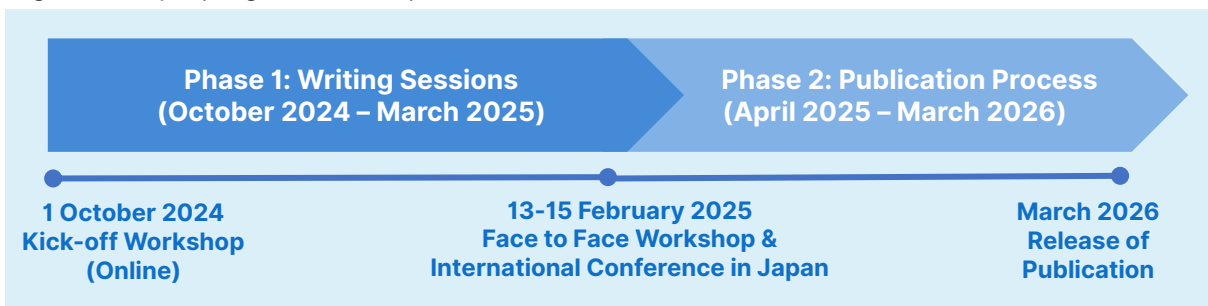 Phase 1: Writing Sessions
(October 2024 – March 2025)
Phase 2: Publication Process
(April 2025 – March 2026)
1 October 2024
Kick-off Workshop
(Online)
13-15 February 2025
Face to Face Workshop &
International Conference in Japan
March 2026
Release of
Publication